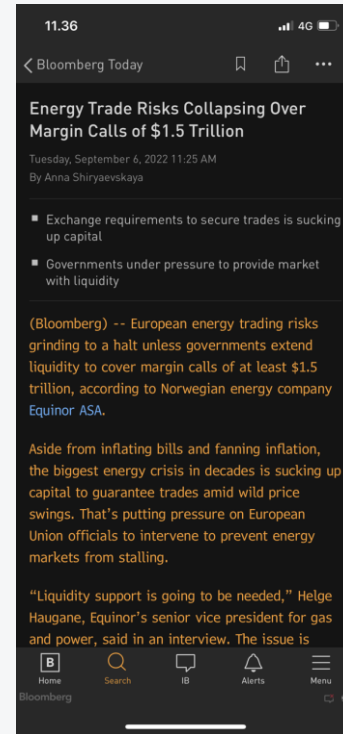 11.36
4G
Bloomberg Today
Energy Trade Risks Collapsing Over
Margin Calls of $1.5 Trillion
Tuesday, September 6, 2022 11:25 AM
By Anna Shiryaevskaya
Exchange requirements to secure trades is sucking
up capital
Governments under pressure to provide market
with liquidity
(Bloomberg) -- European energy trading risks
grinding to a halt unless governments extend
liquidity to cover margin calls of at least $1.5
trillion, according to Norwegian energy company
Equinor ASA.
Aside from inflating bills and fanning inflation,
the biggest energy crisis in decades is sucking up
capital to guarantee trades amid wild price
swings. That’s putting pressure on European
Union officials to intervene to prevent energy
markets from stalling.
“Liquidity support is going to be needed,” Helge
Haugane, Equinor’s senior vice president for gas
and power, said in an interview. The issue is
B
Home
Search
IB
Alerts
Menu
Bloomberg